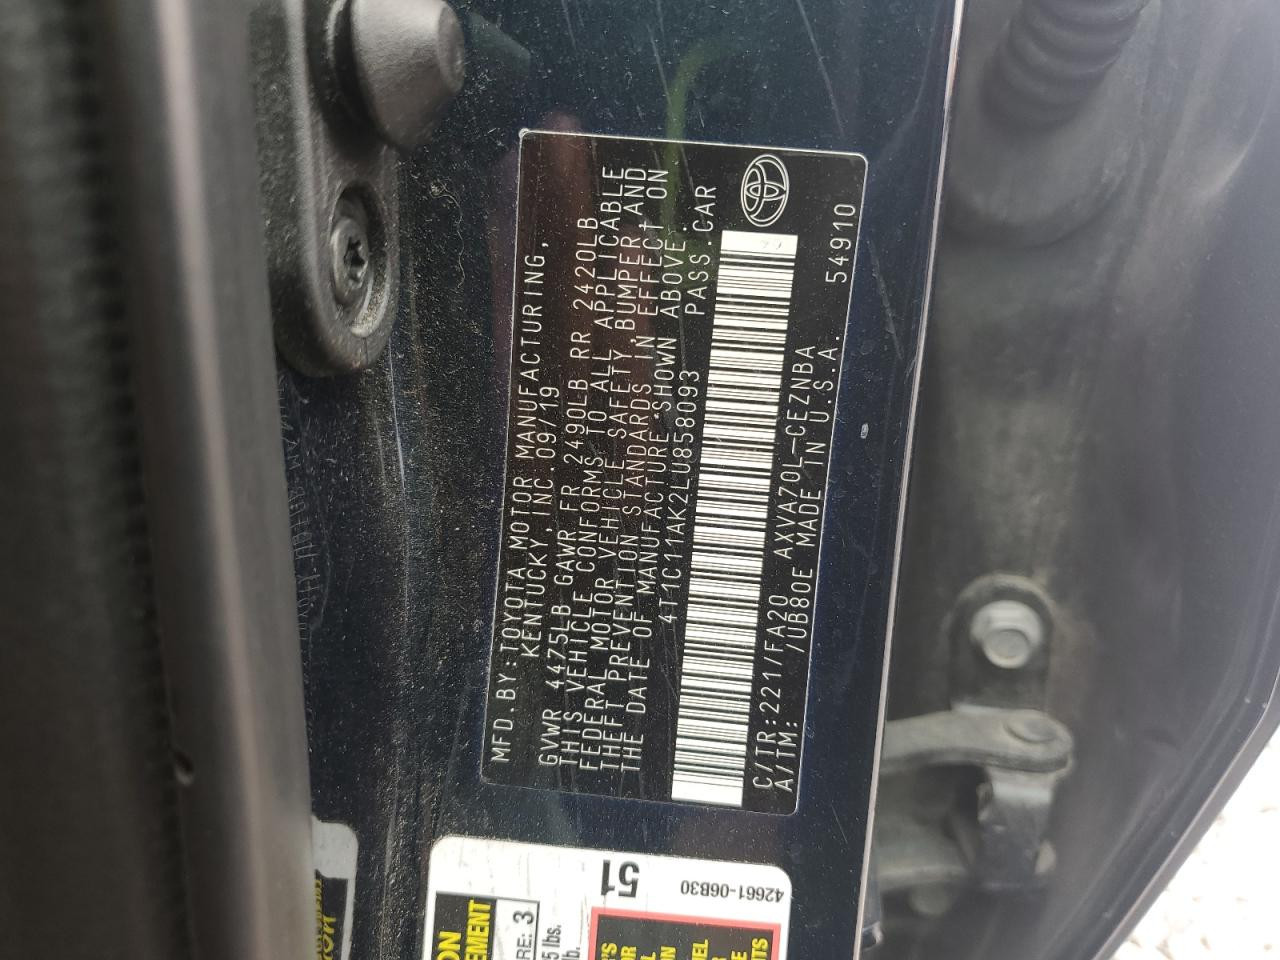 MFD.BY:TOYOTA MOTOR MANUFACTURING,
KENTUCKY, INC. 09/19
GVWR 4475LB GAWR FR 2490LB RR 2420LB
THIS VEHICLE CONFORMS TO ALL APPLICABLE
FEDERAL MOTOR VEHICLE SAFETY,BUMPER,AND
THEFT PREVENTION STANDARDS IN EFFECT ON
THE DATE OF MANUFACTURE SHOWN ABOVE.
4T1C11AK2LU858093 PASS.CAR
C/TR:221/FA20 AXVA70L-CEZNBA
A/TM: /UB80E MADE IN U.S.A. 54910
51
42661-06B30
3